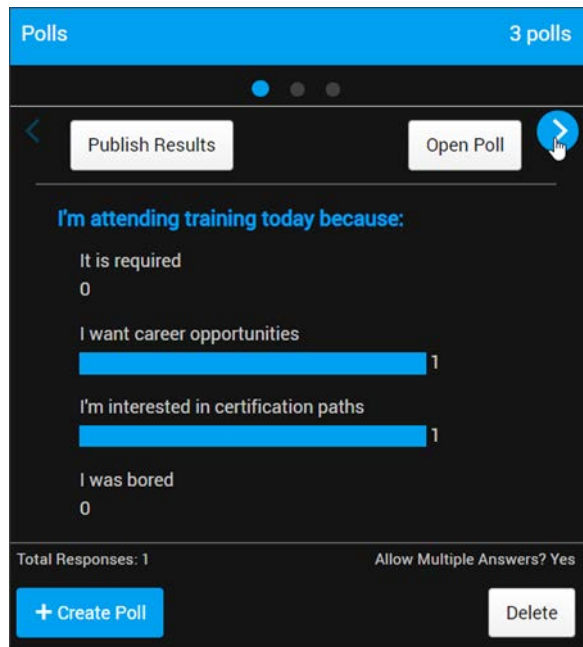 Polls 3 polls
Publish Results Open Poll
I'm attending training today because:
It is required
0
I want career opportunities
1
I'm interested in certification paths
1
I was bored
0
Total Responses: 1 Allow Multiple Answers? Yes
+ Create Poll Delete